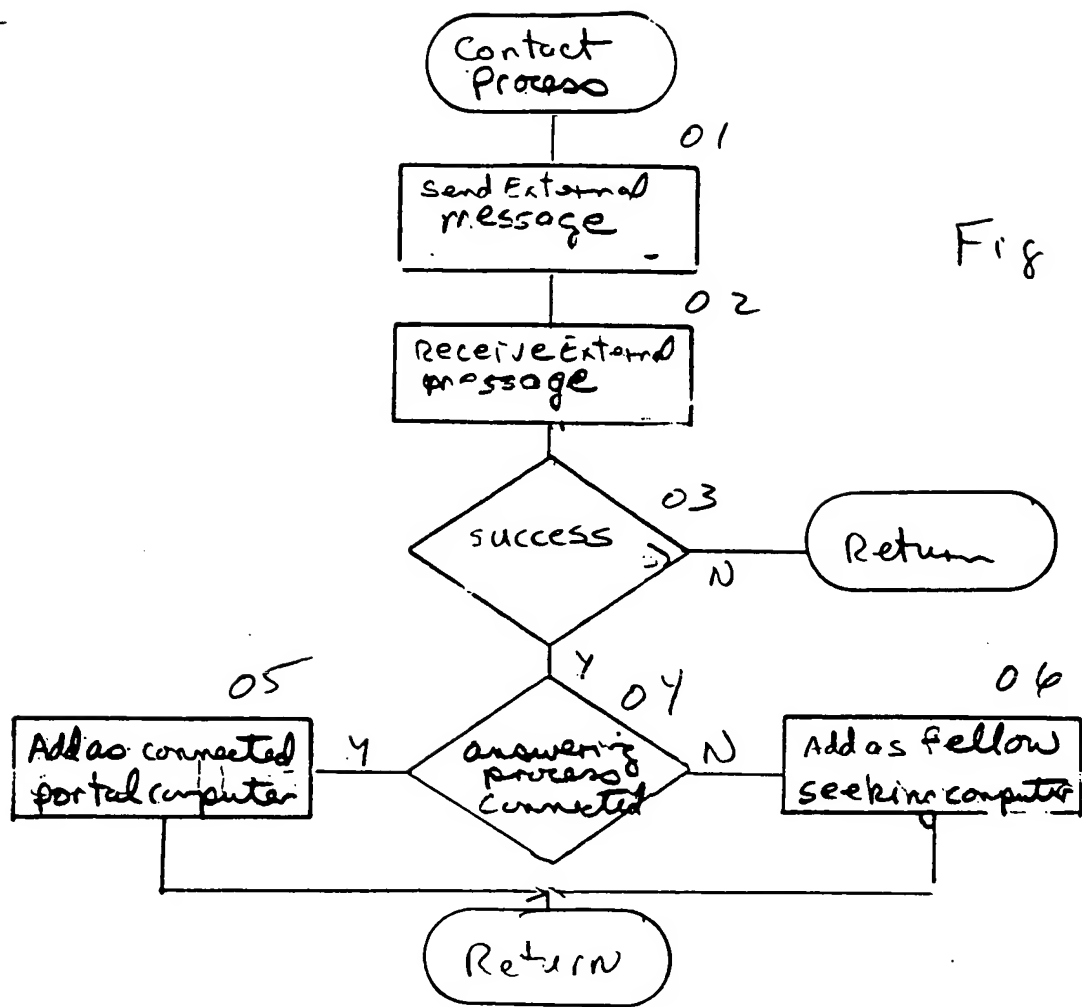 Contact
Process
01
Send External
message
Fig
02
Receive External
message
03
success
N
Return
Y
04
05
06
Add as connected
portal computer
Y
answering
process
connected
N
Add as fellow
seeking computer
Return